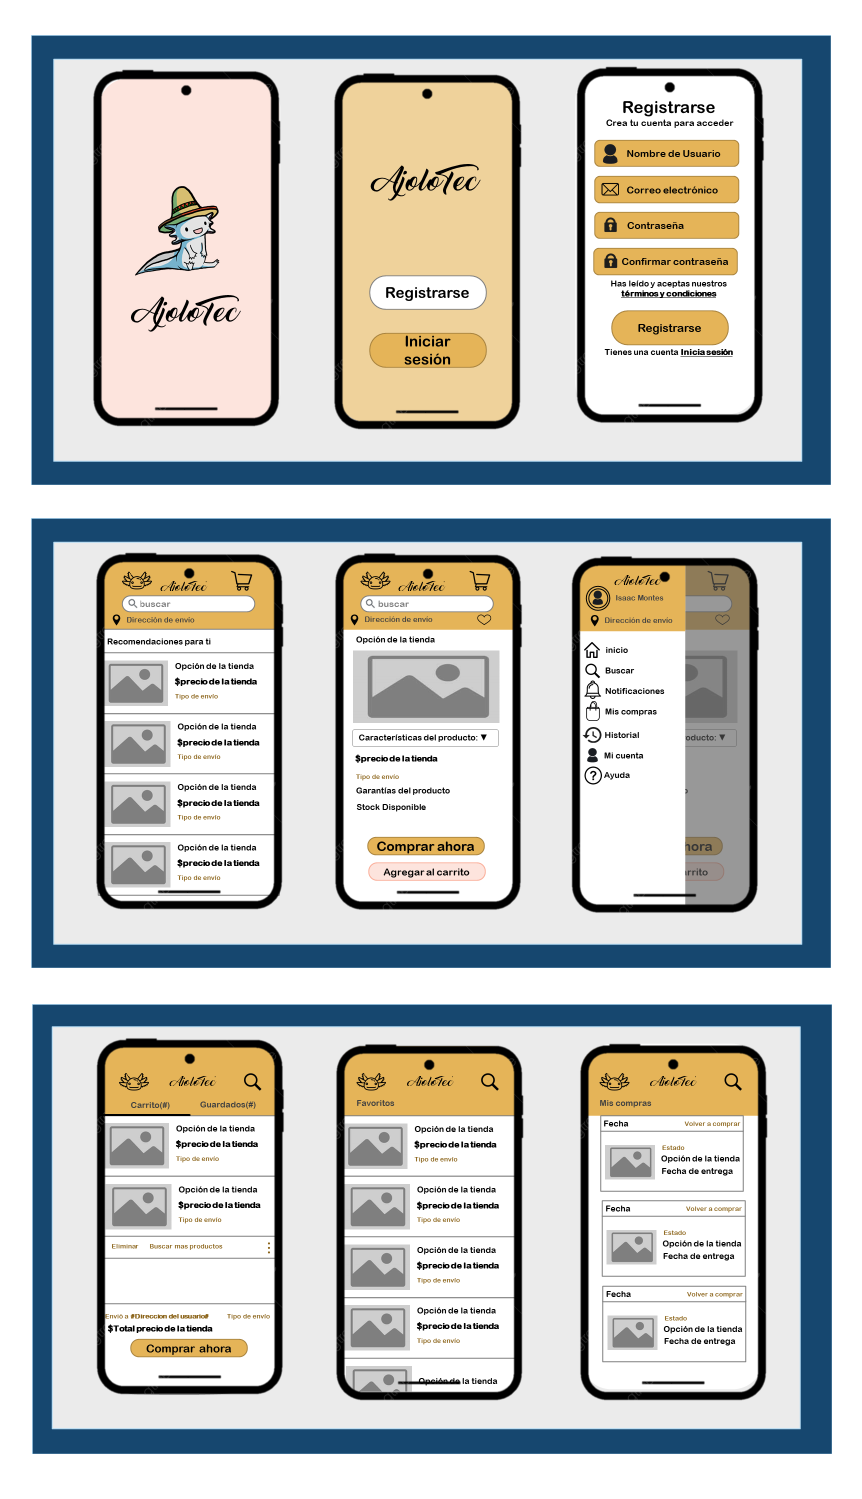 AjoloTec
AjoloTec
Registrarse
Iniciar
sesión
Registrarse
Crea tu cuenta para acceder
Nombre de Usuario
Correo electrónico
Contraseña
Confirmar contraseña
Has leído y aceptas nuestros
términos y condiciones
Registrarse
Tienes una cuenta Inicia sesión
AjoloTec
buscar
Dirección de envio
Recomendaciones para ti
Opción de la tienda
$precio de la tienda
Tipo de envío
Opción de la tienda
$precio de la tienda
Tipo de envío
Opción de la tienda
$precio de la tienda
Tipo de envío
Opción de la tienda
$precio de la tienda
Tipo de envío
AjoloTec
buscar
Dirección de envio
Opción de la tienda
Características del producto: ▼
$precio de la tienda
Tipo de envío
Garantías del producto
Stock Disponible
Comprar ahora
Agregar al carrito
AjoloTec
Isaac Montes
Dirección de envio
inicio
Buscar
Notificaciones
Mis compras
Historial
Mi cuenta
Ayuda
oducto: ▼
o
hora
rrito
AjoloTec
Carrito(#)
Guardados(#)
Opción de la tienda
$precio de la tienda
Tipo de envío
Opción de la tienda
$precio de la tienda
Tipo de envío
Eliminar Buscar mas productos
Envió a #Direccion del usuario# Tipo de envío
$Total precio de la tienda
Comprar ahora
AjoloTec
Favoritos
Opción de la tienda
$precio de la tienda
Tipo de envío
Opción de la tienda
$precio de la tienda
Tipo de envío
Opción de la tienda
$precio de la tienda
Tipo de envío
Opción de la tienda
$precio de la tienda
Tipo de envío
Opción de la tienda
AjoloTec
Mis compras
Fecha Volver a comprar
Estado
Opción de la tienda
Fecha de entrega
Fecha Volver a comprar
Estado
Opción de la tienda
Fecha de entrega
Fecha Volver a comprar
Estado
Opción de la tienda
Fecha de entrega